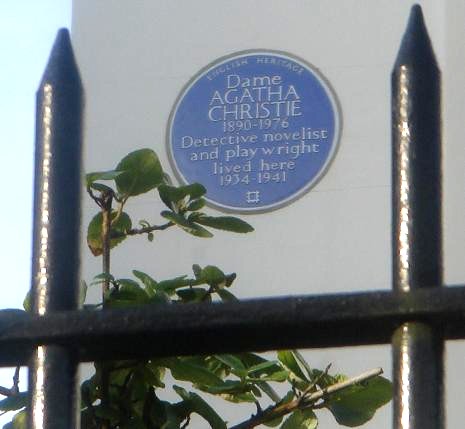 ENGLISH HERITAGE
Dame
AGATHA
CHRISTIE
1890-1976
Detective novelist
and playwright
lived here
1934-1941